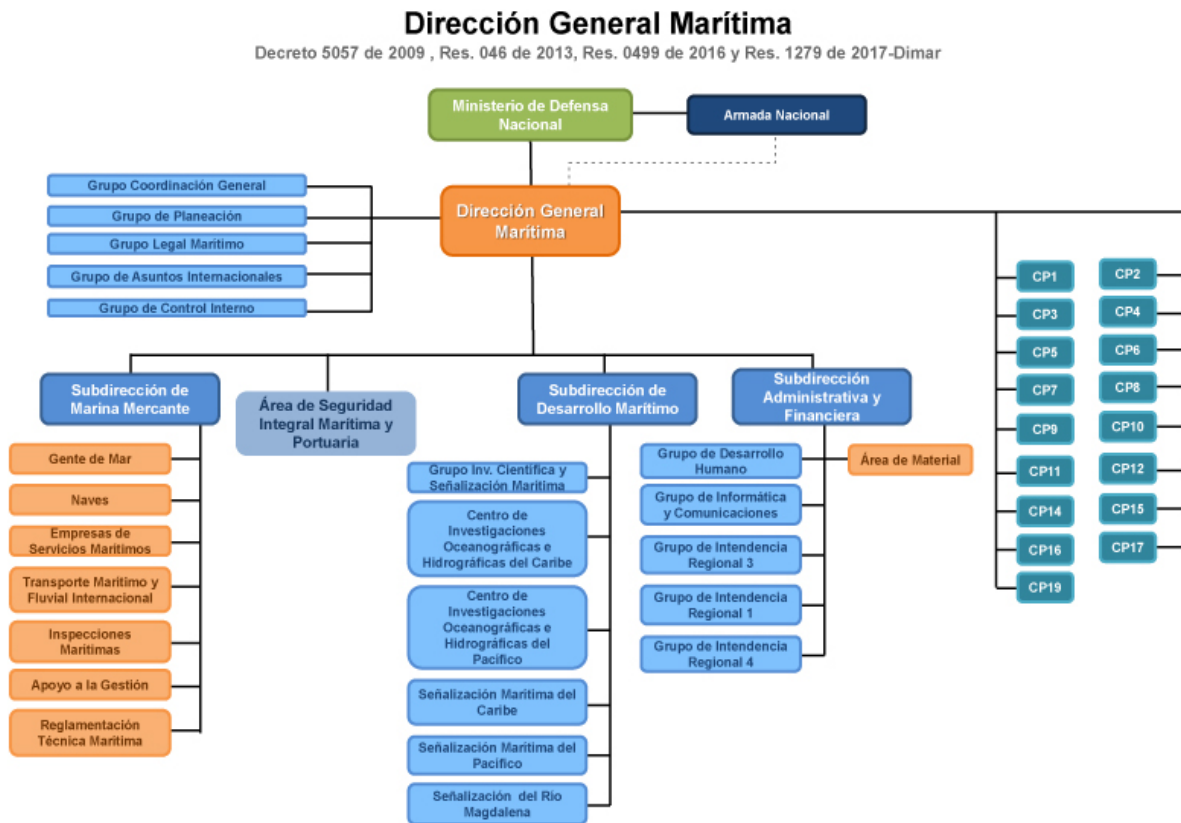 Dirección General Marítima
Decreto 5057 de 2009 , Res. 046 de 2013, Res. 0499 de 2016 y Res. 1279 de 2017-Dimar
Ministerio de Defensa
Nacional
Armada Nacional
Dirección General
Marítima
Grupo Coordinación General
Grupo de Planeación
Grupo Legal Marítimo
Grupo de Asuntos Internacionales
Grupo de Control Interno
Subdirección de
Marina Mercante
Gente de Mar
Naves
Empresas de
Servicios Marítimos
Transporte Marítimo y
Fluvial Internacional
Inspecciones
Marítimas
Apoyo a la Gestión
Reglamentación
Técnica Marítima
Área de Seguridad
Integral Marítima y
Portuaria
Subdirección de
Desarrollo Marítimo
Grupo Inv. Científica y
Señalización Marítima
Centro de
Investigaciones
Oceanográficas e
Hidrográficas del Caribe
Centro de
Investigaciones
Oceanográficas e
Hidrográficas del
Pacífico
Señalización Marítima del
Caribe
Señalización Marítima del
Pacífico
Señalización del Río
Magdalena
Subdirección
Administrativa y
Financiera
Grupo de Desarrollo
Humano
Área de Material
Grupo de Informática
y Comunicaciones
Grupo de Intendencia
Regional 3
Grupo de Intendencia
Regional 1
Grupo de Intendencia
Regional 4
CP1
CP2
CP3
CP4
CP5
CP6
CP7
CP8
CP9
CP10
CP11
CP12
CP14
CP15
CP16
CP17
CP19